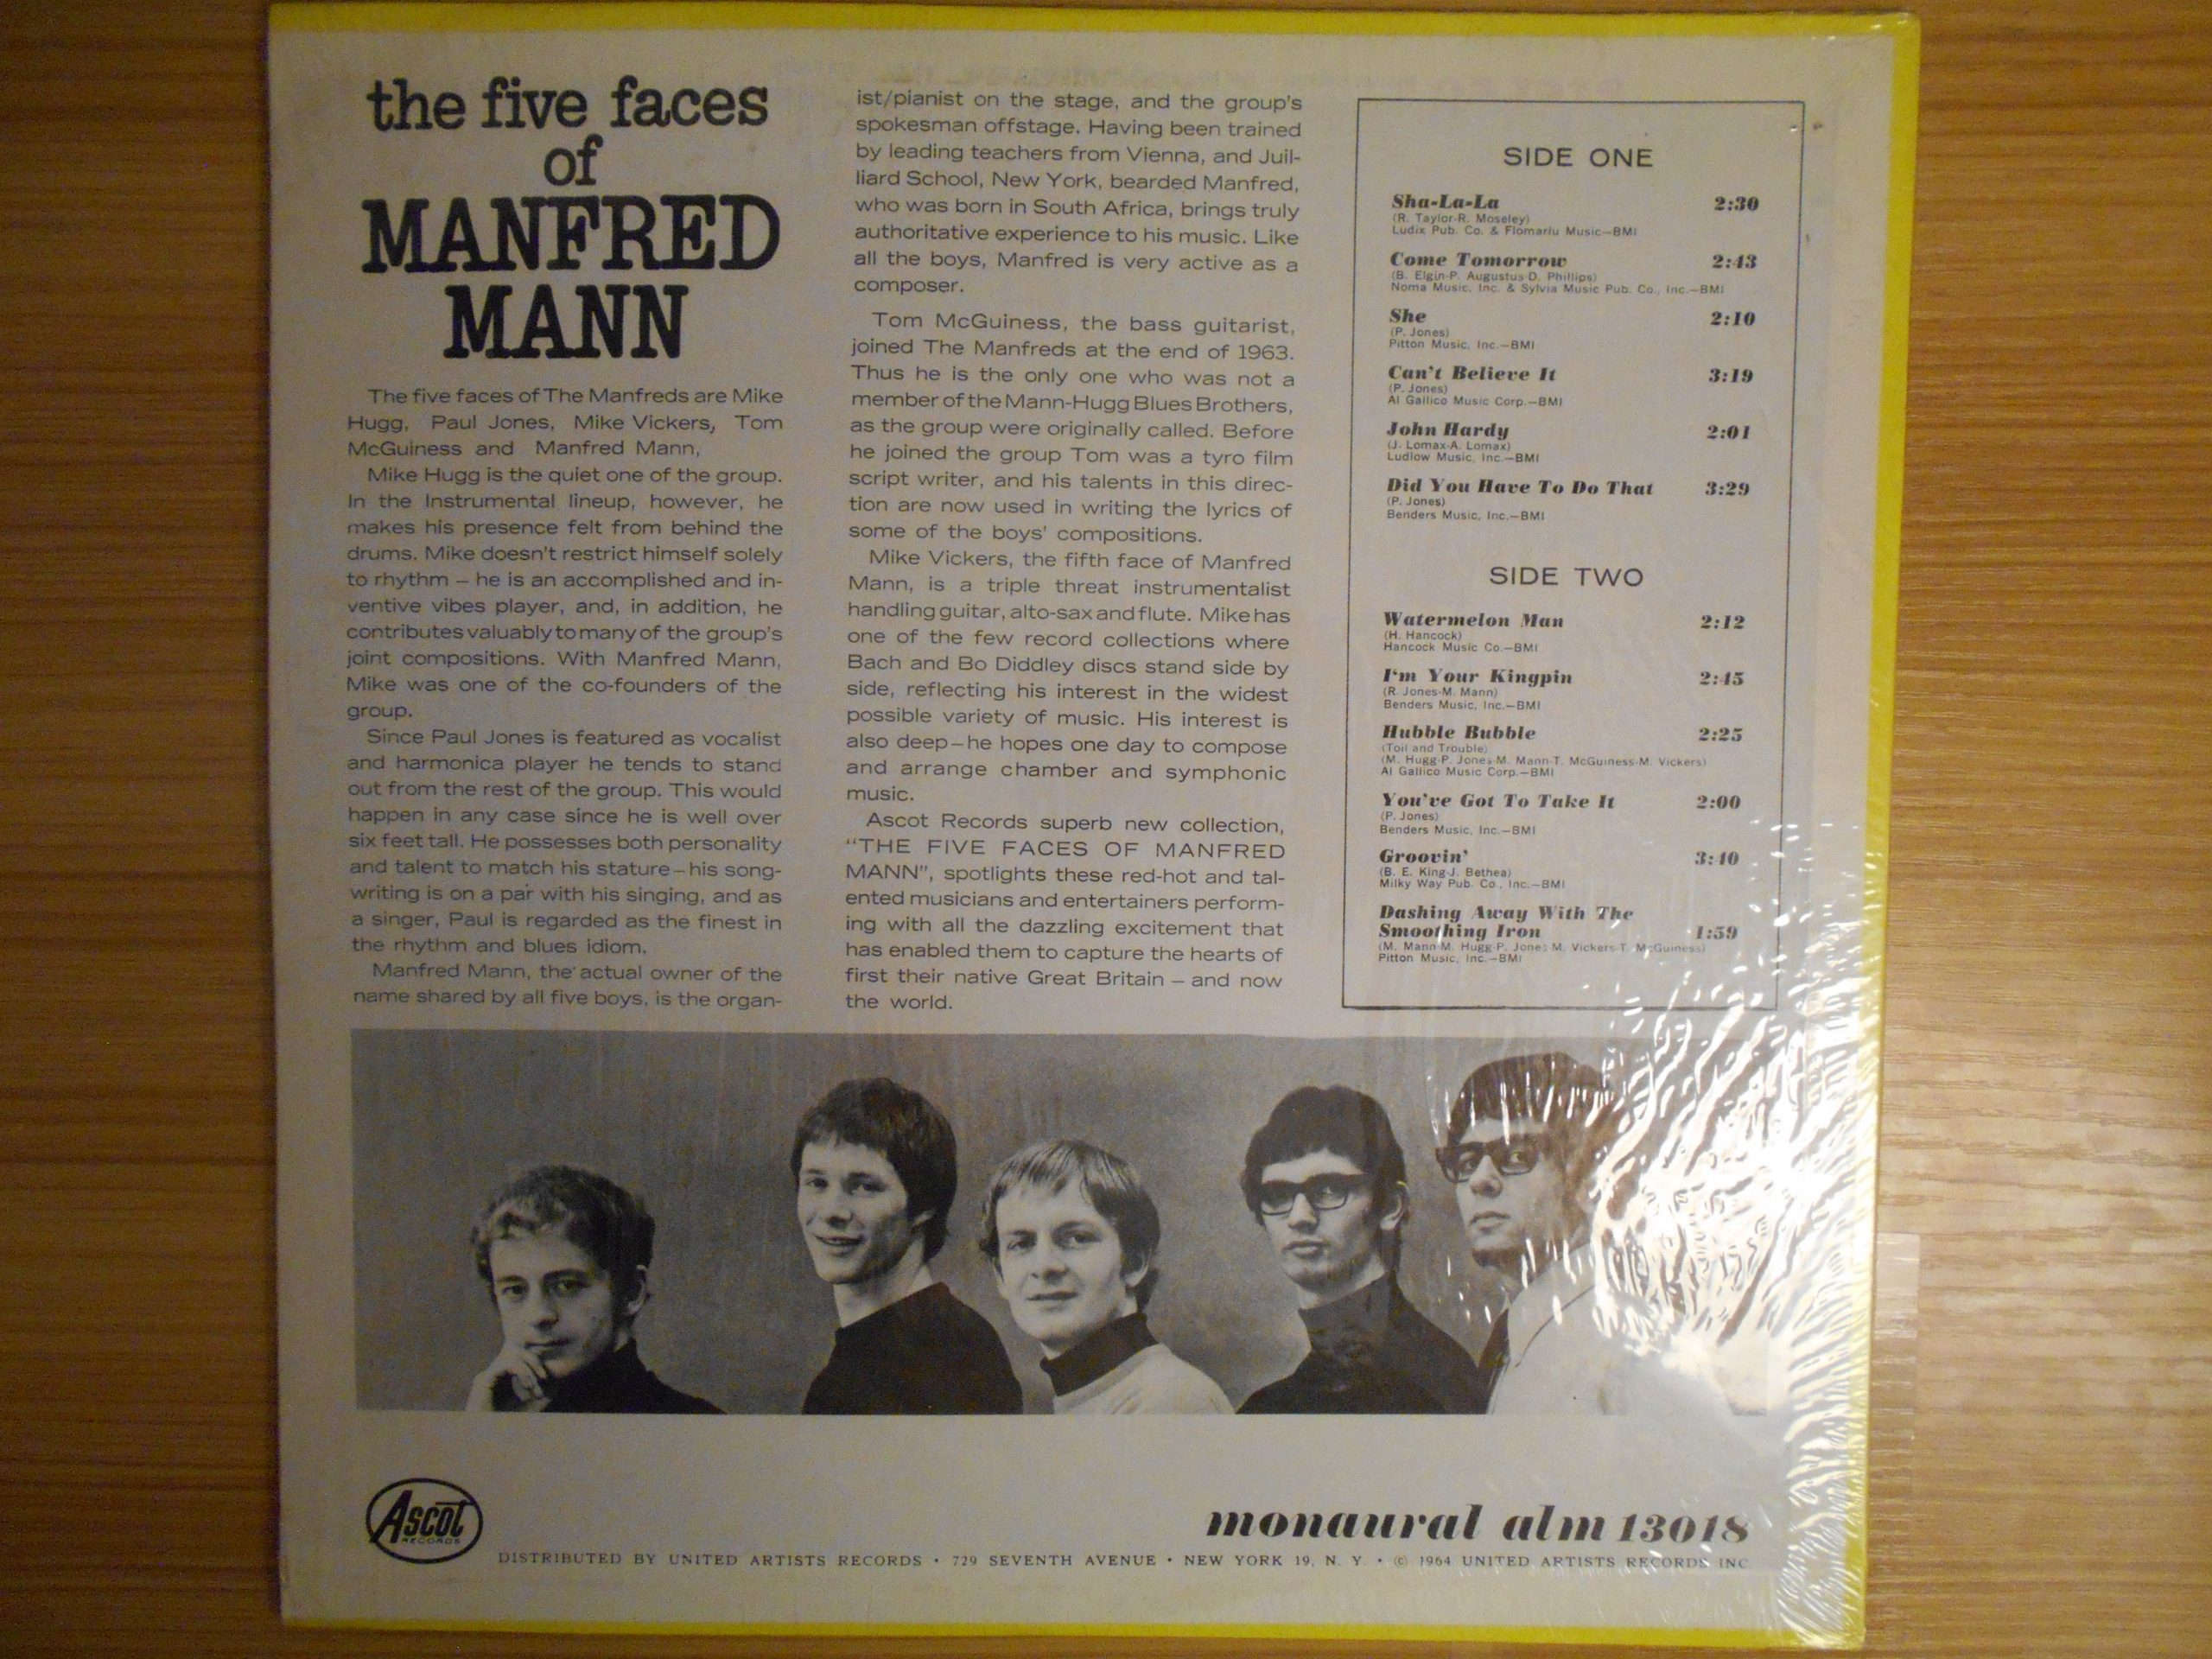 the five faces
of
MANFRED
MANN
The five faces of The Manfreds are Mike
Hugg, Paul Jones, Mike Vickers, Tom
McGuiness and Manfred Mann,
Mike Hugg is the quiet one of the group.
In the Instrumental lineup, however, he
makes his presence felt from behind the
drums. Mike doesn't restrict himself solely
to rhythm – he is an accomplished and in-
ventive vibes player, and, in addition, he
contributes valuably to many of the group's
joint compositions. With Manfred Mann,
Mike was one of the co-founders of the
group.
Since Paul Jones is featured as vocalist
and harmonica player he tends to stand
out from the rest of the group. This would
happen in any case since he is well over
six feet tall. He possesses both personality
and talent to match his stature – his song-
writing is on a par with his singing, and as
a singer, Paul is regarded as the finest in
the rhythm and blues idiom.
Manfred Mann, the actual owner of the
name shared by all five boys, is the organ-
ist/pianist on the stage, and the group's
spokesman offstage. Having been trained
by leading teachers from Vienna, and Juil-
liard School, New York, bearded Manfred,
who was born in South Africa, brings truly
authoritative experience to his music. Like
all the boys, Manfred is very active as a
composer.
Tom McGuiness, the bass guitarist,
joined The Manfreds at the end of 1963.
Thus he is the only one who was not a
member of the Mann-Hugg Blues Brothers,
as the group were originally called. Before
he joined the group Tom was a tyro film
script writer, and his talents in this direc-
tion are now used in writing the lyrics of
some of the boys' compositions.
Mike Vickers, the fifth face of Manfred
Mann, is a triple threat instrumentalist
handling guitar, alto-sax and flute. Mike has
one of the few record collections where
Bach and Bo Diddley discs stand side by
side, reflecting his interest in the widest
possible variety of music. His interest is
also deep – he hopes one day to compose
and arrange chamber and symphonic
music.
Ascot Records superb new collection,
"THE FIVE FACES OF MANFRED
MANN", spotlights these red-hot and tal-
ented musicians and entertainers perform-
ing with all the dazzling excitement that
has enabled them to capture the hearts of
first their native Great Britain – and now
the world.
SIDE ONE
Sha-La-La 2:30
(R. Taylor-R. Moseley)
Ludix Pub. Co. & Flomarlu Music—BMI
Come Tomorrow 2:43
(B. Elgin-P. Augustus-D. Phillips)
Noma Music, Inc. & Sylvia Music Pub. Co., Inc.—BMI
She 2:10
(P. Jones)
Pitton Music, Inc.—BMI
Can't Believe It 3:19
(P. Jones)
Al Gallico Music Corp.—BMI
John Hardy 2:01
(J. Lomax-A. Lomax)
Ludlow Music, Inc.—BMI
Did You Have To Do That 3:29
(P. Jones)
Benders Music, Inc.—BMI
SIDE TWO
Watermelon Man 2:12
(H. Hancock)
Hancock Music Co.—BMI
I'm Your Kingpin 2:45
(R. Jones-M. Mann)
Benders Music, Inc.—BMI
Hubble Bubble 2:25
(Toil and Trouble)
(M. Hugg-P. Jones-M. Mann-T. McGuiness-M. Vickers)
Al Gallico Music Corp.—BMI
You've Got To Take It 2:00
(P. Jones)
Benders Music, Inc.—BMI
Groovin' 3:40
(B. E. King-J. Bethea)
Milky Way Pub. Co., Inc.—BMI
Dashing Away With The
Smoothing Iron 1:59
(M. Mann-M. Hugg-P. Jones-M. Vickers-T. McGuiness)
Pitton Music, Inc.—BMI
ASCOT
RECORDS
monaural alm 13018
DISTRIBUTED BY UNITED ARTISTS RECORDS • 729 SEVENTH AVENUE • NEW YORK 19, N. Y. • © 1964 UNITED ARTISTS RECORDS INC